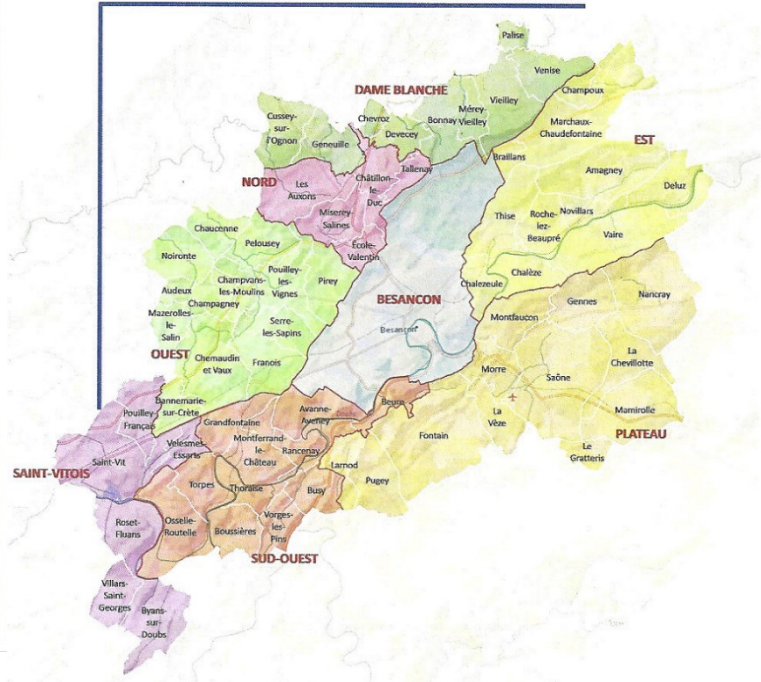 Palise
Venise
DAME BLANCHE
Champoux
Vieilley
Mérey-
Vieilley
Cussey-
sur-
l'Ognon
Chevroz
Bonnay
Devecey
Geneuille
Marchaux-
Chaudefontaine
EST
Braillans
Tallenay
Amagney
NORD
Les
Auxons
Châtillon-
le-
Duc
Deluz
Miserey-
Salines
Thise
Roche-
lez-
Beaupré
Novillars
Vaire
Chaucenne
Pelousey
École-
Valentin
Noironte
Pouilley-
les-
Vignes
Chalèze
Audeux
Champvans-
les-Moulins
Pirey
Chalezeule
Mazerolles-
le-
Salin
Champagney
BESANCON
Nancray
Gennes
Montfaucon
Serre-
les-Sapins
Besançon
OUEST
Chemaudin
et Vaux
Franois
La
Chevillotte
Morre
Saône
Dannemarie-
sur-Crète
Avanne-
Aveney
Doubs
Beure
Pouilley-
Français
Grandfontaine
La
Vèze
Mamirolle
PLATEAU
Fontain
Velesmes-
Essarts
Montferrand-
le-
Château
Rancenay
Le
Gratteris
Saint-Vit
SAINT-VITOIS
Larnod
Pugey
Torpes
Thoraise
Busy
Roset-
Fluans
Osselle-
Routelle
Boussières
Vorges-
les-
Pins
SUD-OUEST
Villars-
Saint-
Georges
Byans-
sur-
Doubs